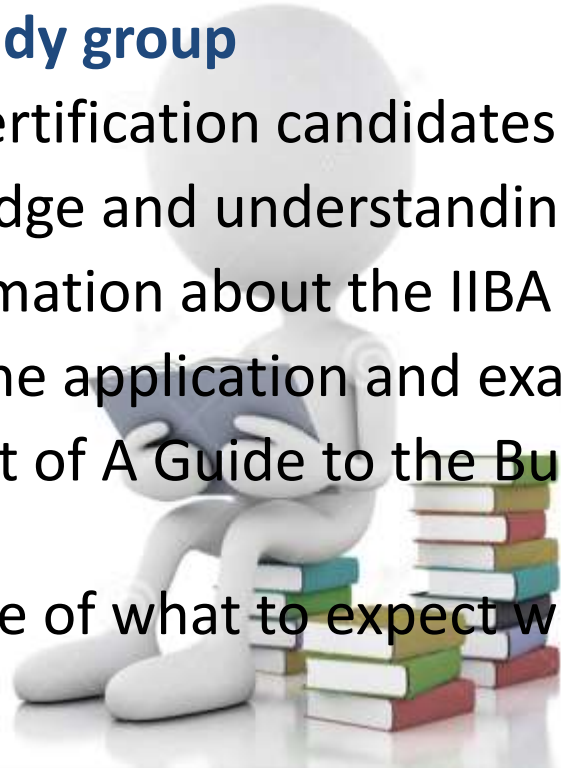 dy group
ertification candidates
dge and understandin
mation about the IIBA
ne application and exa
t of A Guide to the Bu
e of what to expect w